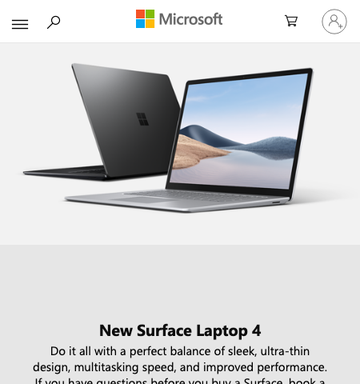 Microsoft
New Surface Laptop 4
Do it all with a perfect balance of sleek, ultra-thin
design, multitasking speed, and improved performance.
If you have questions before you buy a Surface, book a